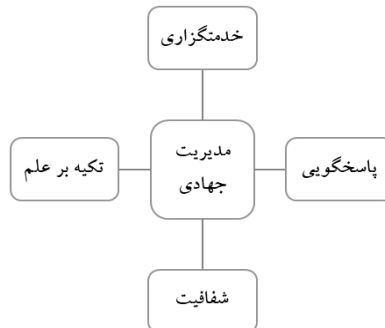 خدمتگزاری
مدیریت
جهادی
پاسخگویی
تکیه بر علم
شفافیت